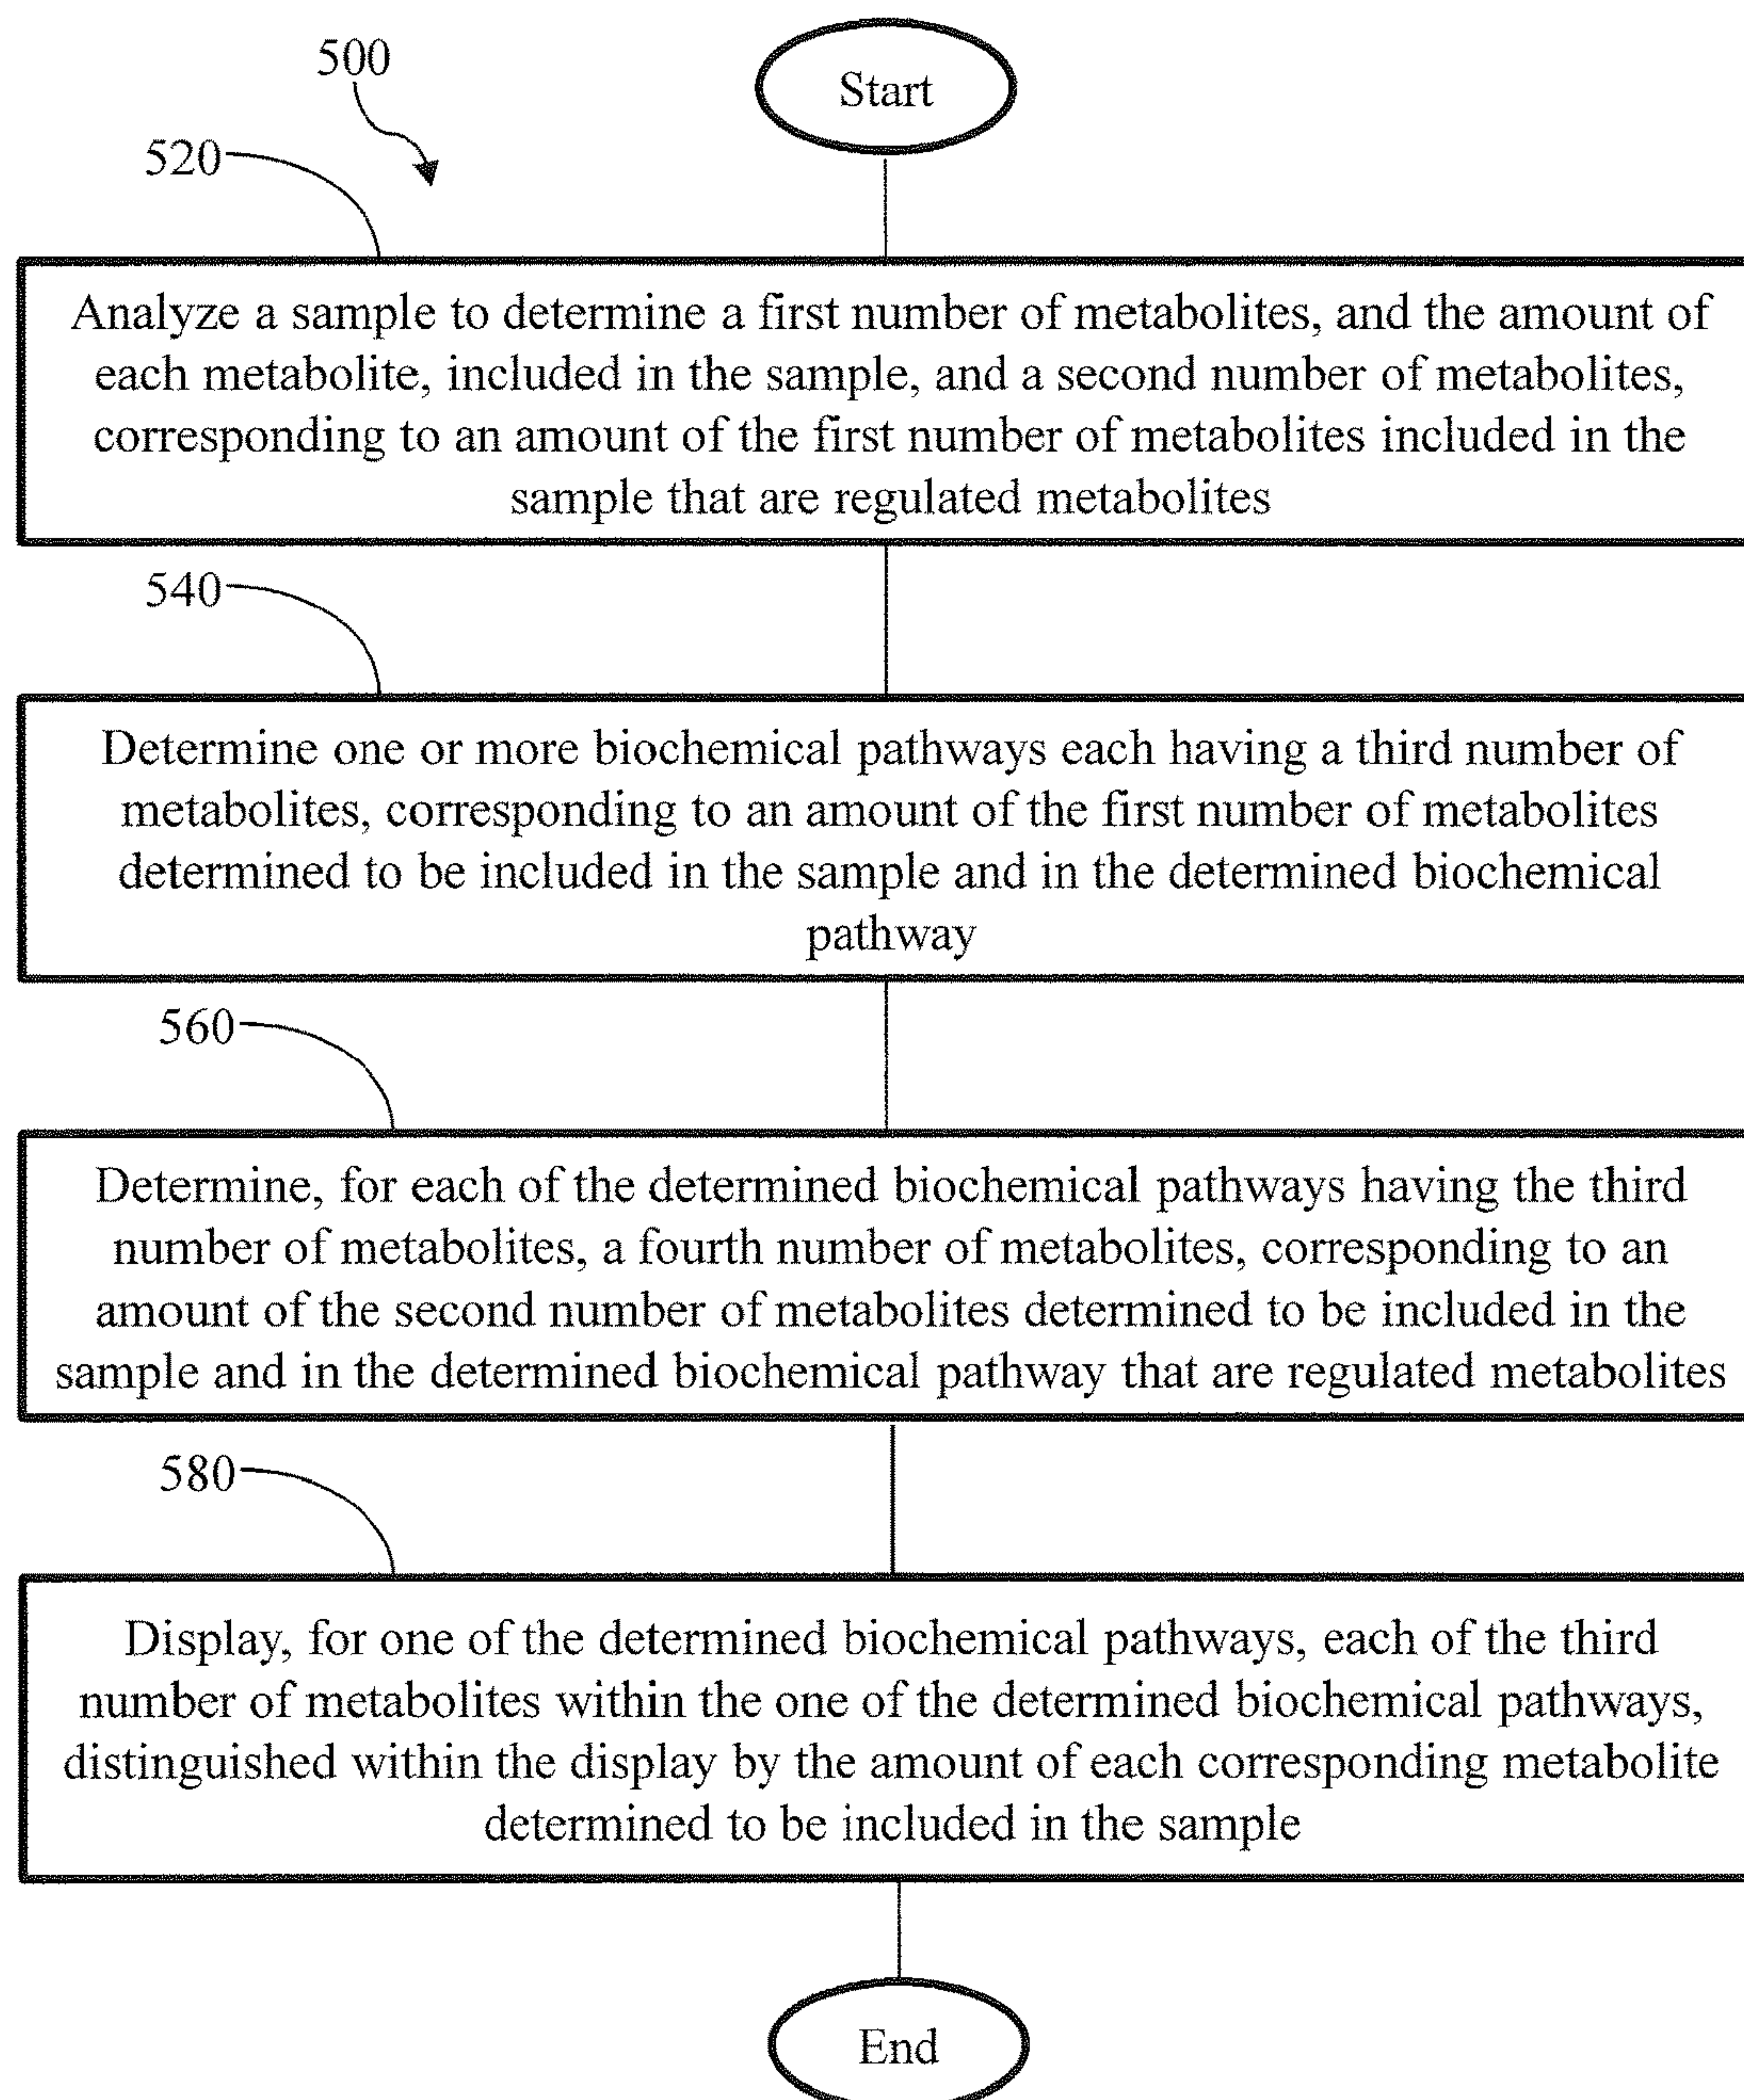 500
Start
520
Analyze a sample to determine a first number of metabolites, and the amount of
each metabolite, included in the sample, and a second number of metabolites,
corresponding to an amount of the first number of metabolites included in the
sample that are regulated metabolites
540
Determine one or more biochemical pathways each having a third number of
metabolites, corresponding to an amount of the first number of metabolites
determined to be included in the sample and in the determined biochemical
pathway
560
Determine, for each of the determined biochemical pathways having the third
number of metabolites, a fourth number of metabolites, corresponding to an
amount of the second number of metabolites determined to be included in the
sample and in the determined biochemical pathway that are regulated metabolites
580
Display, for one of the determined biochemical pathways, each of the third
number of metabolites within the one of the determined biochemical pathways,
distinguished within the display by the amount of each corresponding metabolite
determined to be included in the sample
End